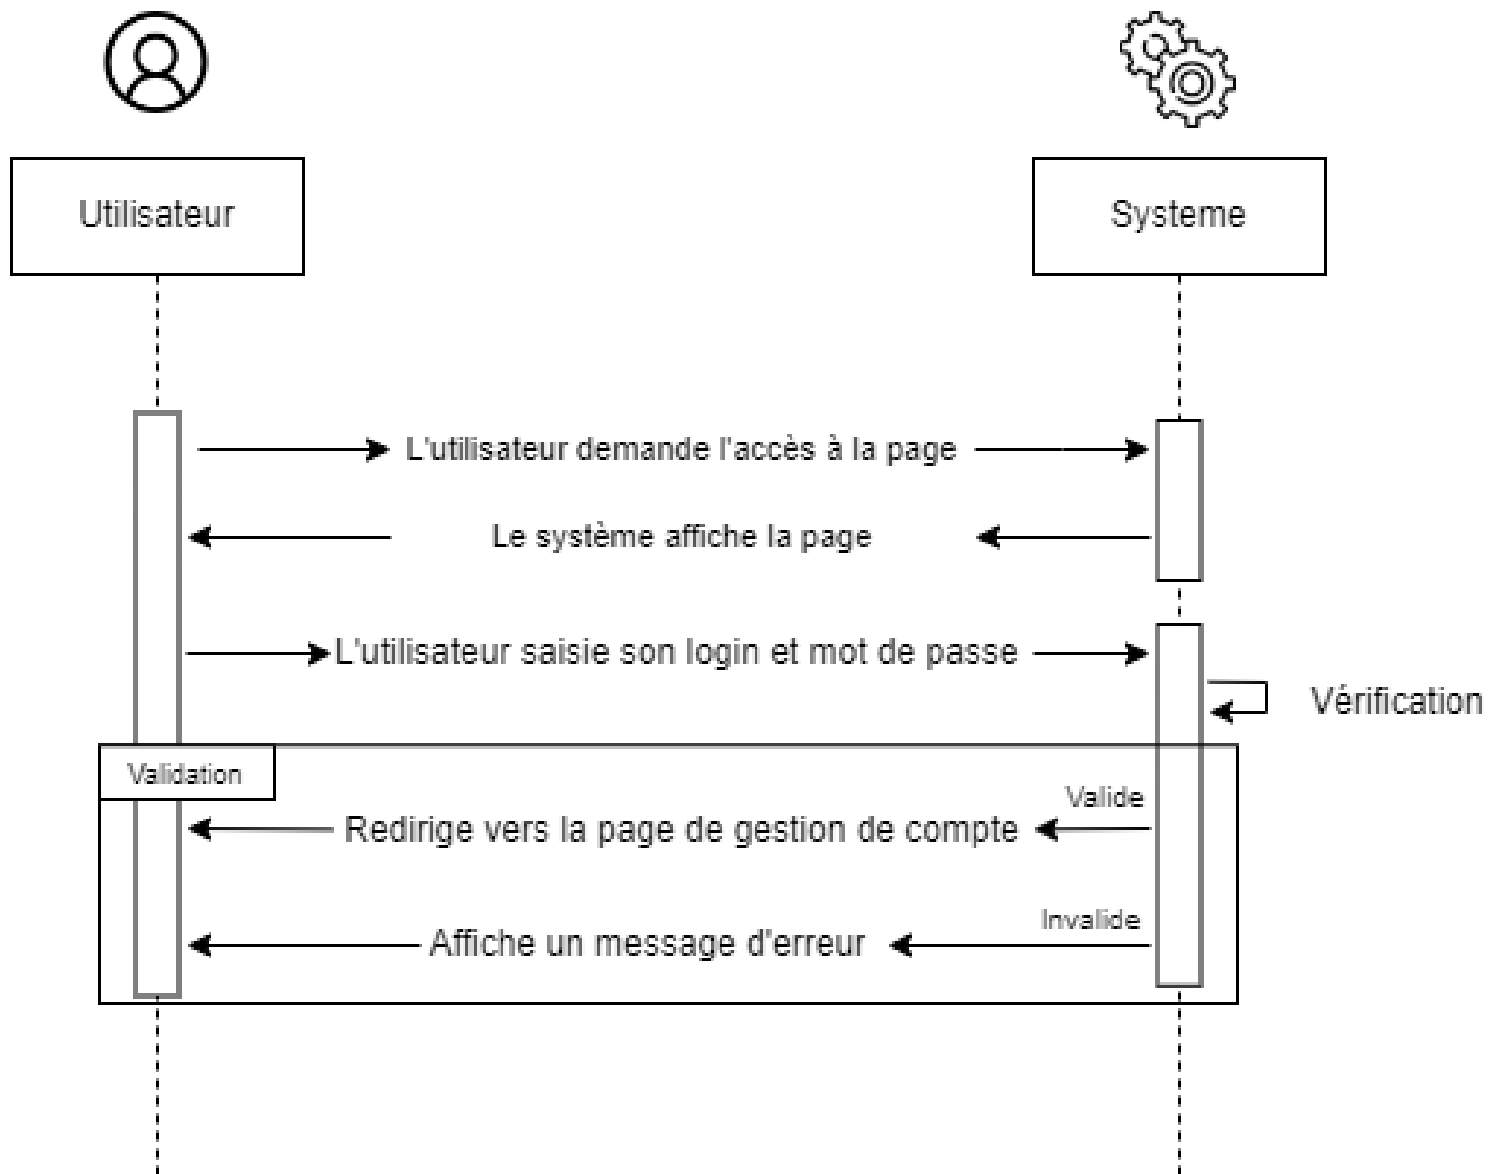 Utilisateur
Systeme
L'utilisateur demande l'accès à la page
Le système affiche la page
L'utilisateur saisie son login et mot de passe
Vérification
Validation
Valide
Redirige vers la page de gestion de compte
Invalide
Affiche un message d'erreur